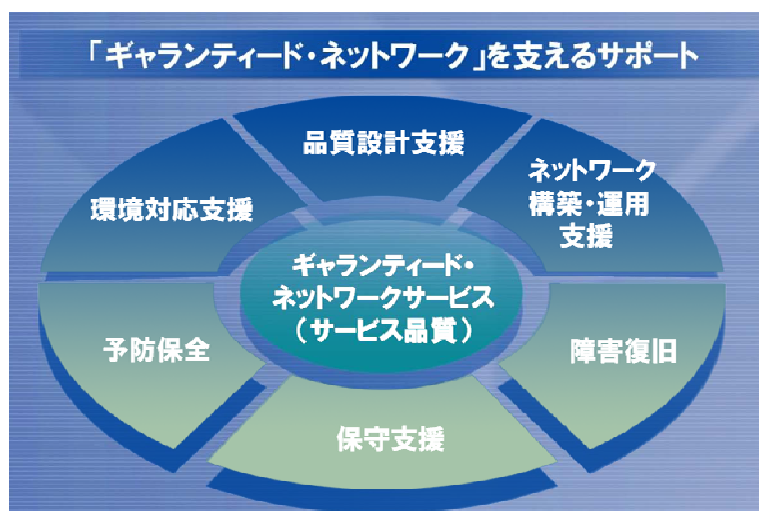 「ギャランティード・ネットワーク」を支えるサポート
品質設計支援
ネットワーク
構築・運用
支援
環境対応支援
ギャランティード・
ネットワークサービス
（サービス品質）
予防保全
障害復旧
保守支援